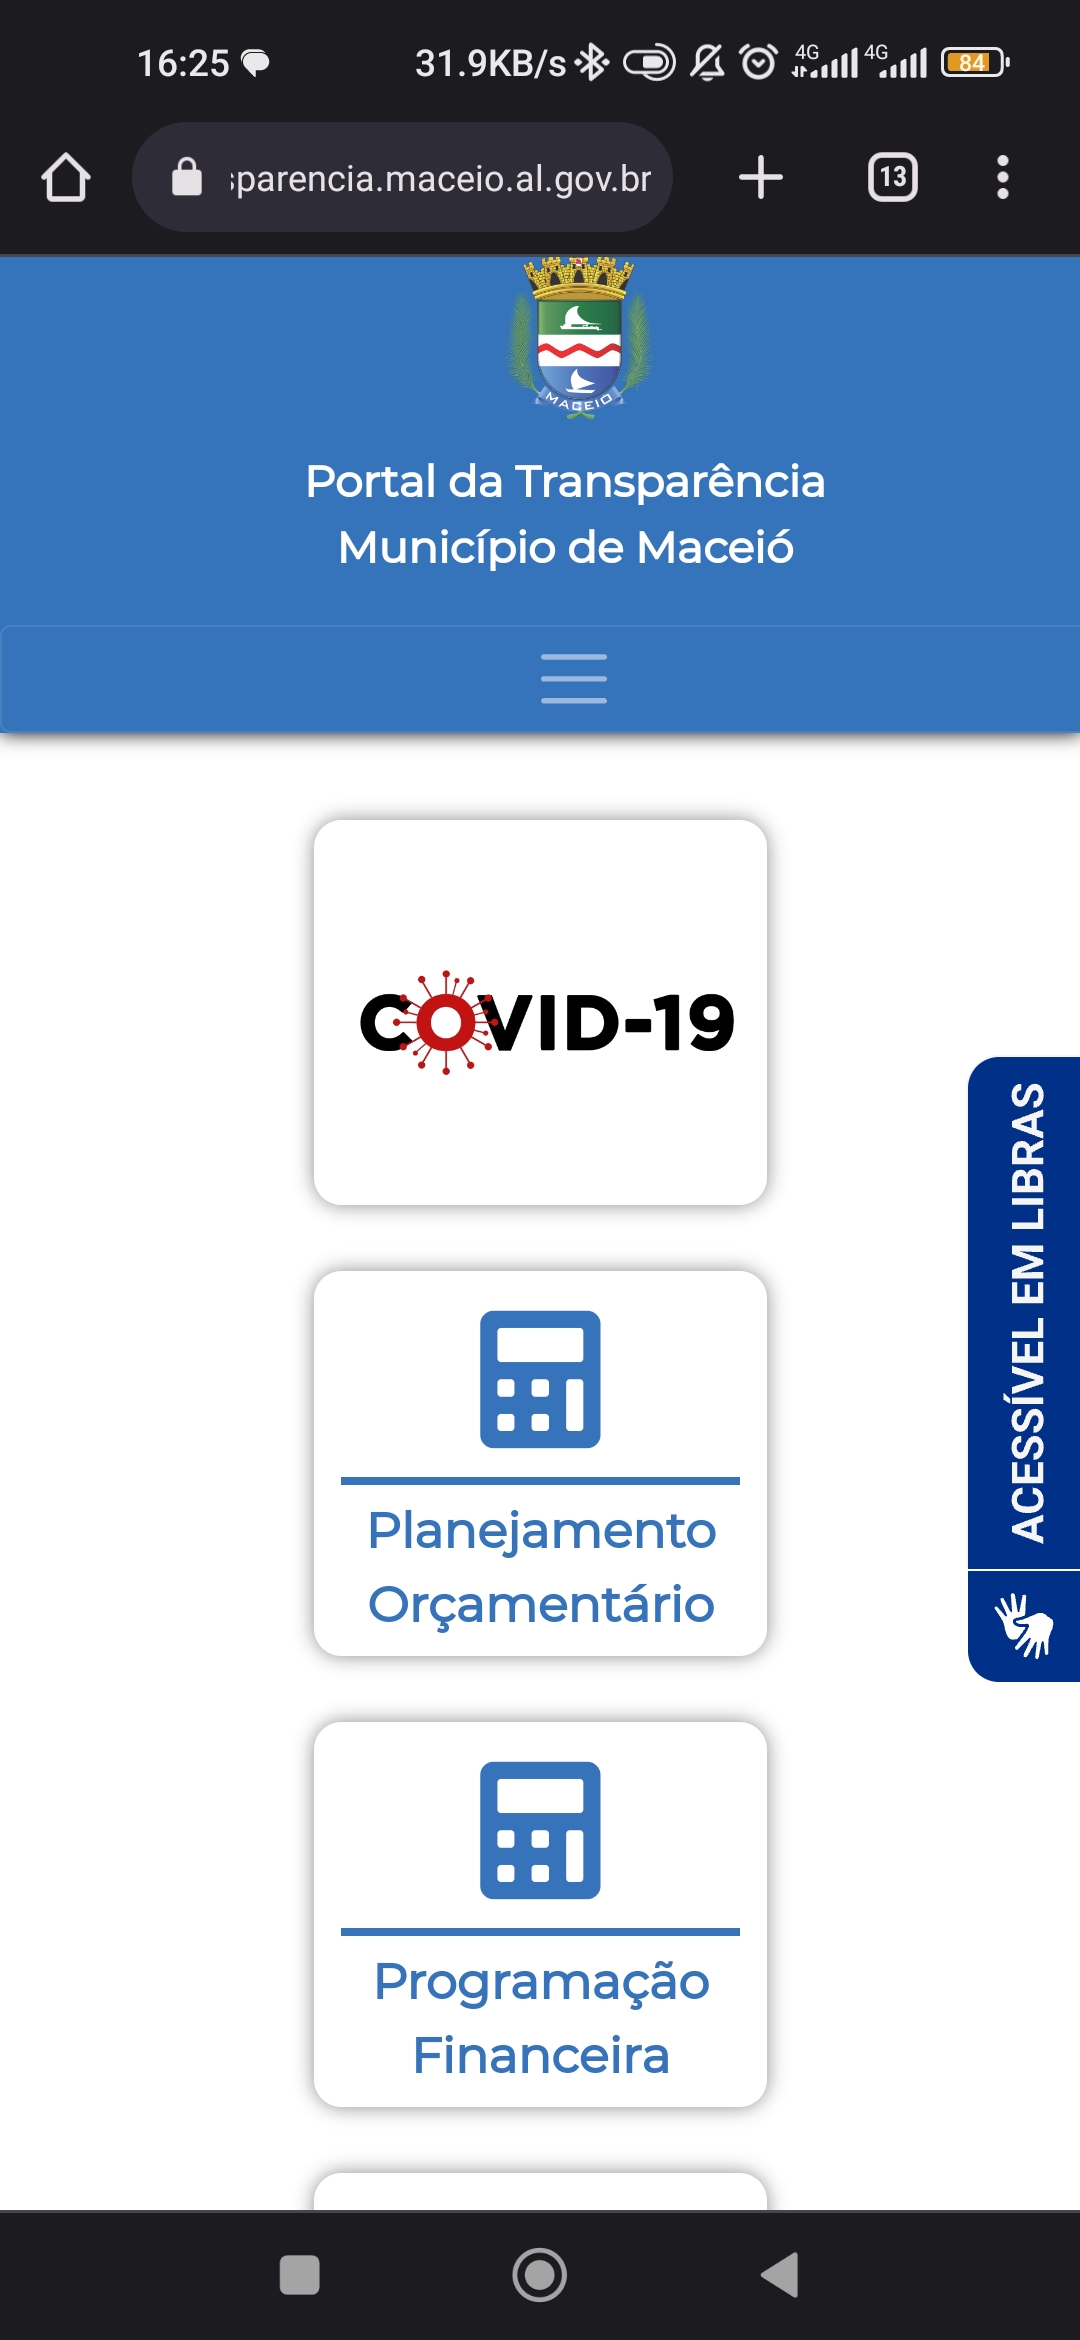 16:25 31.9KB/s 4G 4G 84
sparencia.maceio.al.gov.br 13
MACEIO
Portal da Transparência
Município de Maceió
COVID-19
ACESSÍVEL EM LIBRAS
Planejamento
Orçamentário
Programação
Financeira